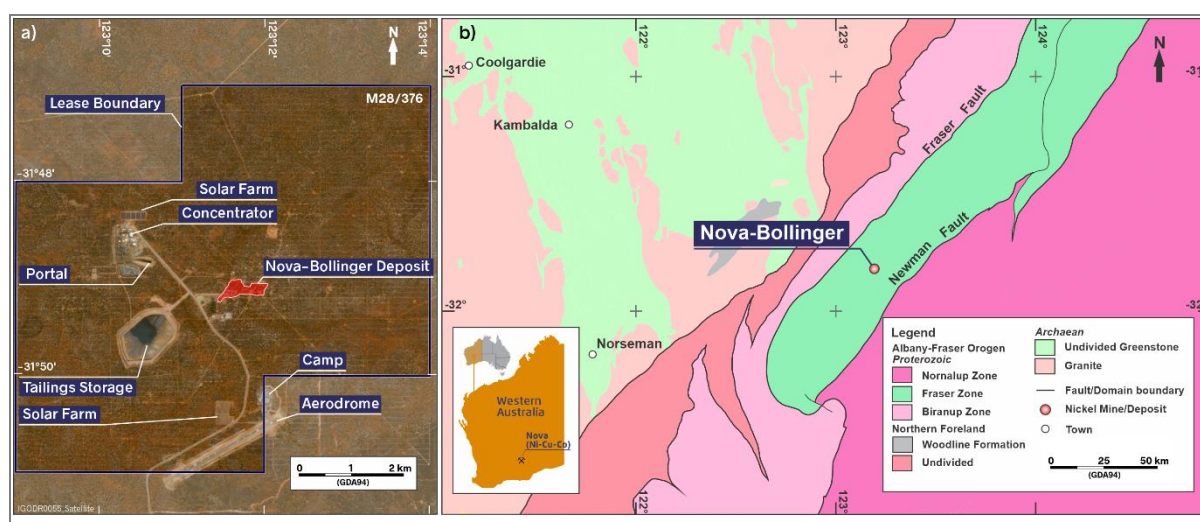 a)
123°10'
123°12'
123°14'
N
Lease Boundary
M28/376
-31°48'
Solar Farm
Concentrator
Portal
Nova-Bollinger Deposit
Tailings Storage
-31°50'
Camp
Solar Farm
Aerodrome
0 1 2 km
(GDA94)
IGODR0055_Satellite
b)
122°
123°
124°
N
-31°
-31°
Coolgardie
Kambalda
Fraser Fault
Nova-Bollinger
Newman Fault
-32°
-32°
Norseman
Western
Australia
Nova
(Ni-Cu-Co)
122°
123°
Legend
Albany-Fraser Orogen
Proterozoic
Nornalup Zone
Fraser Zone
Biranup Zone
Northern Foreland
Woodline Formation
Undivided
Archaean
Undivided Greenstone
Granite
Fault/Domain boundary
Nickel Mine/Deposit
Town
0 25 50 km
(GDA94)